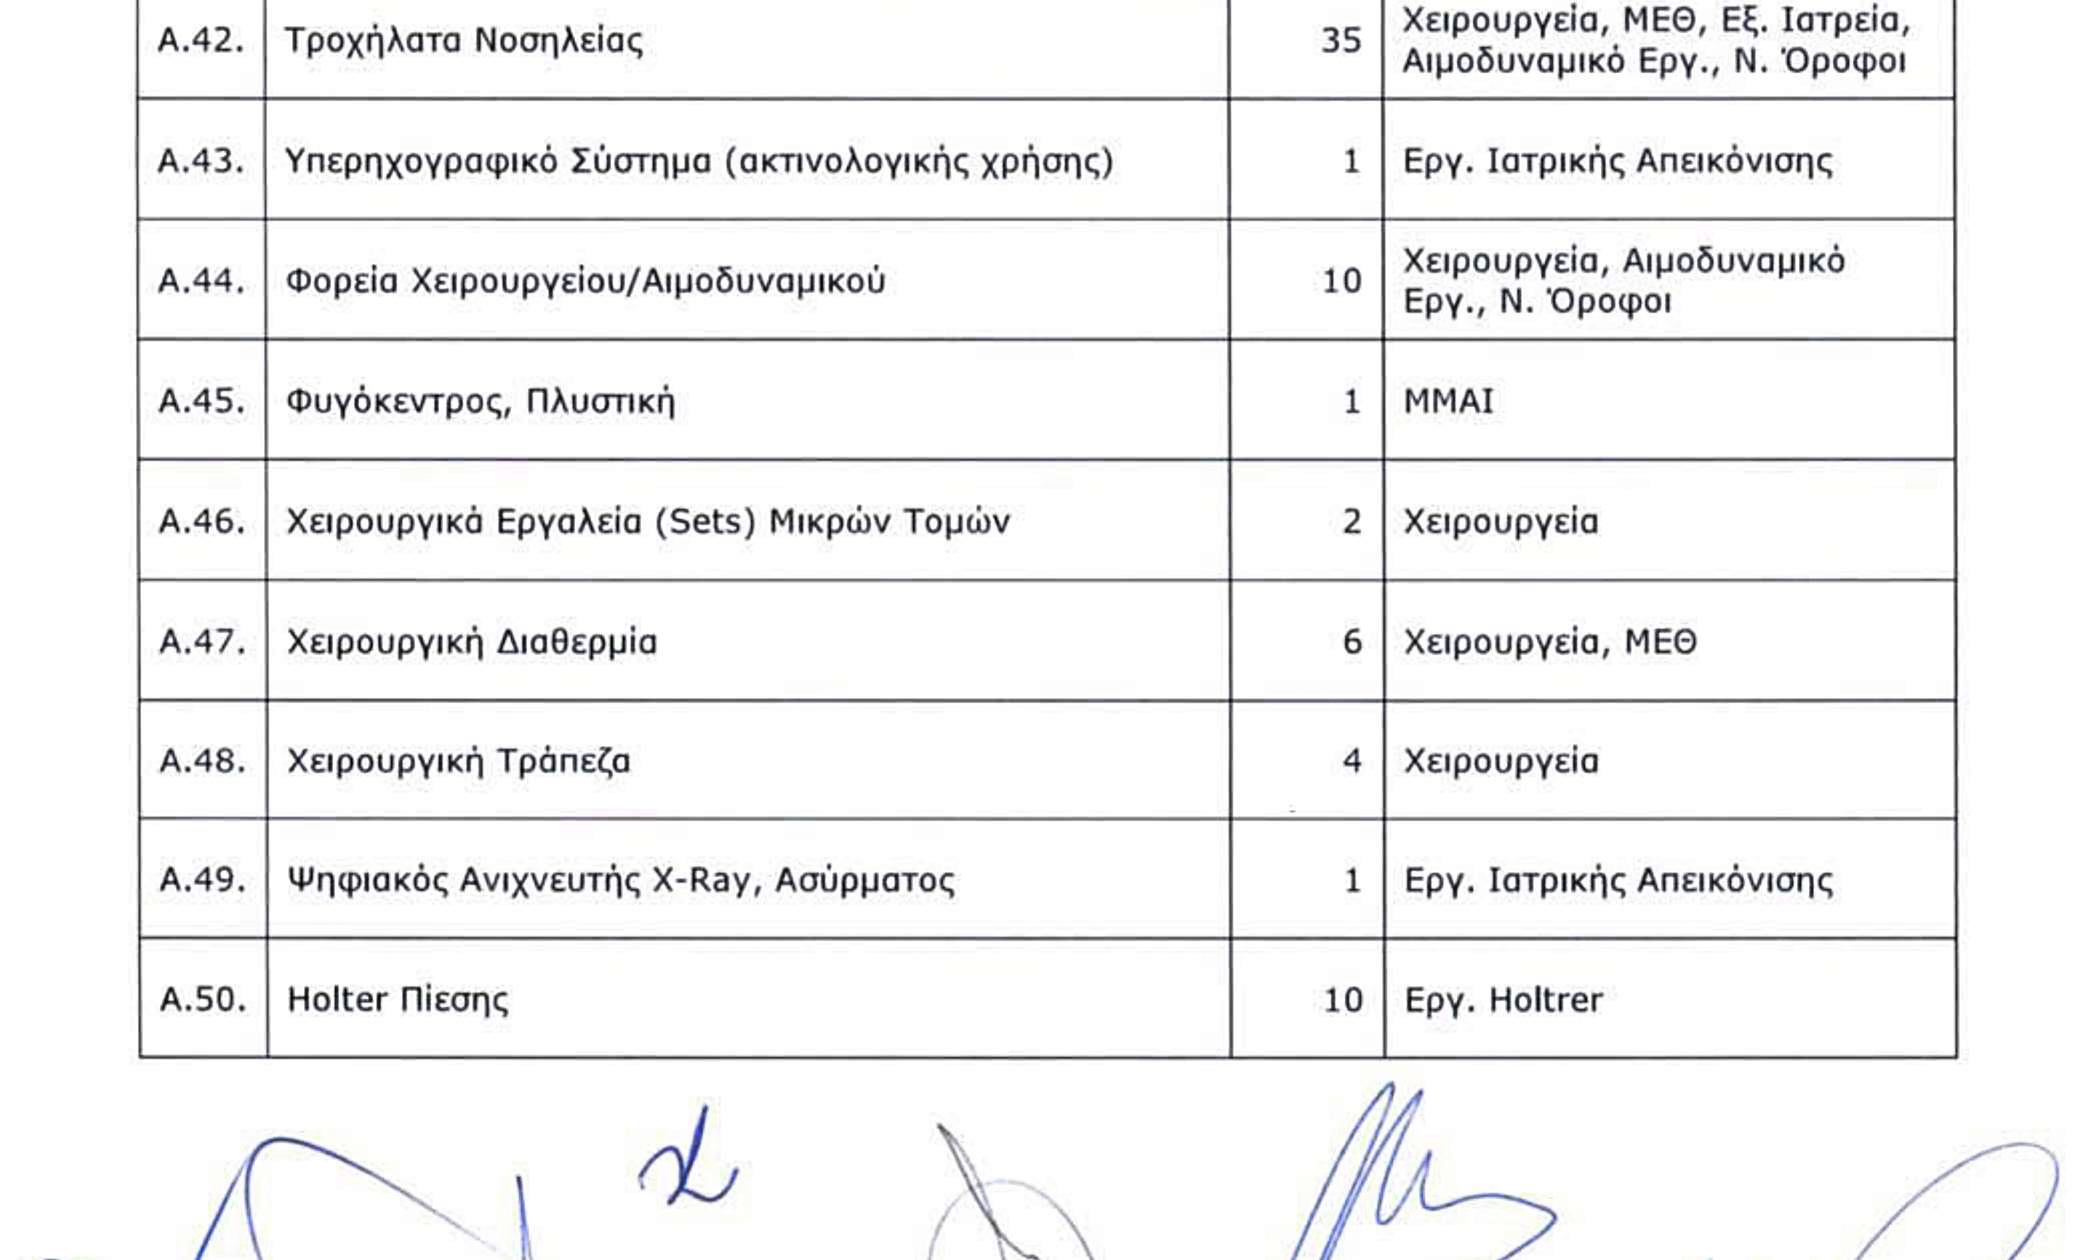 Α.42. Τροχήλατα Νοσηλείας 35 Χειρουργεία, ΜΕΘ, Εξ. Ιατρεία,
Αιμοδυναμικό Εργ., Ν. Όροφοι
Α.43. Υπερηχογραφικό Σύστημα (ακτινολογικής χρήσης) 1 Εργ. Ιατρικής Απεικόνισης
Α.44. Φορεία Χειρουργείου/Αιμοδυναμικού 10 Χειρουργεία, Αιμοδυναμικό
Εργ., Ν. Όροφοι
Α.45. Φυγόκεντρος, Πλυστική 1 ΜΜΑΙ
Α.46. Χειρουργικά Εργαλεία (Sets) Μικρών Τομών 2 Χειρουργεία
Α.47. Χειρουργική Διαθερμία 6 Χειρουργεία, ΜΕΘ
Α.48. Χειρουργική Τράπεζα 4 Χειρουργεία
Α.49. Ψηφιακός Ανιχνευτής X-Ray, Ασύρματος 1 Εργ. Ιατρικής Απεικόνισης
Α.50. Holter Πίεσης 10 Εργ. Holtrer